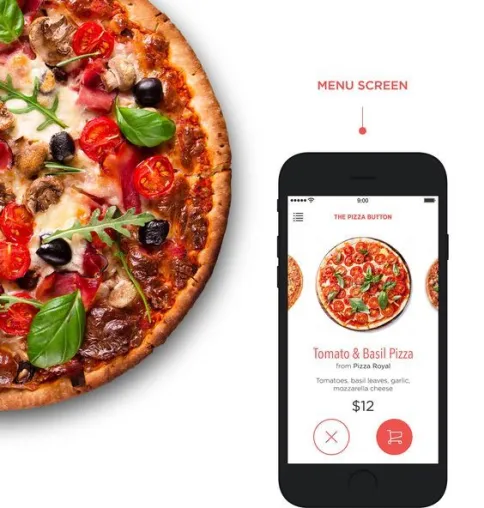 MENU SCREEN
9:00
THE PIZZA BUTTON
Tomato & Basil Pizza
from Pizza Royal
Tomatoes, basil leaves, garlic,
mozzarella cheese
$12